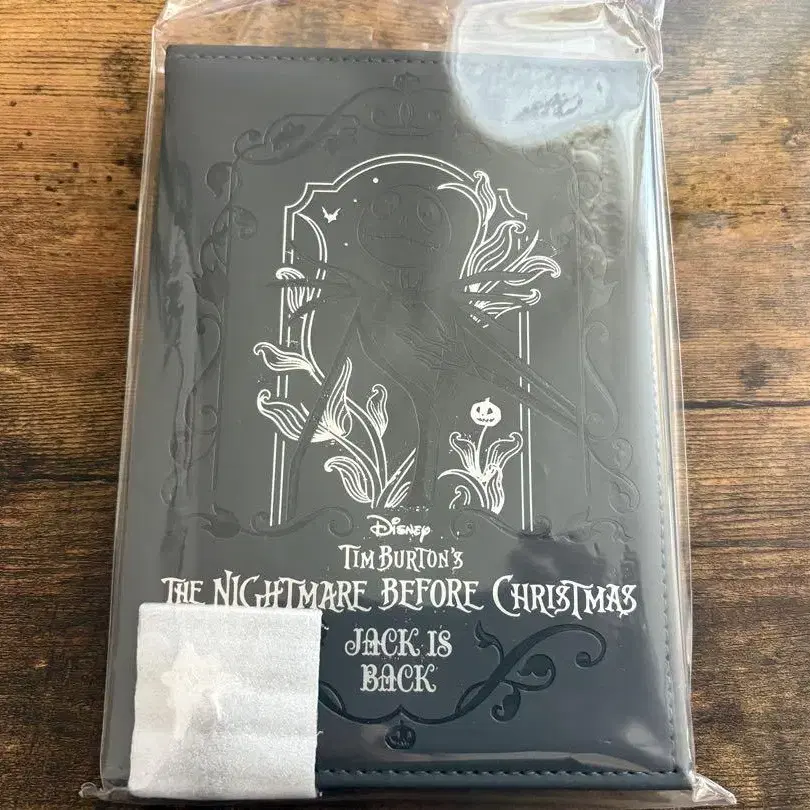 Disney
TIM BURTON'S
THE NIGHTMARE BEFORE CHRISTMAS
JACK IS
BACK